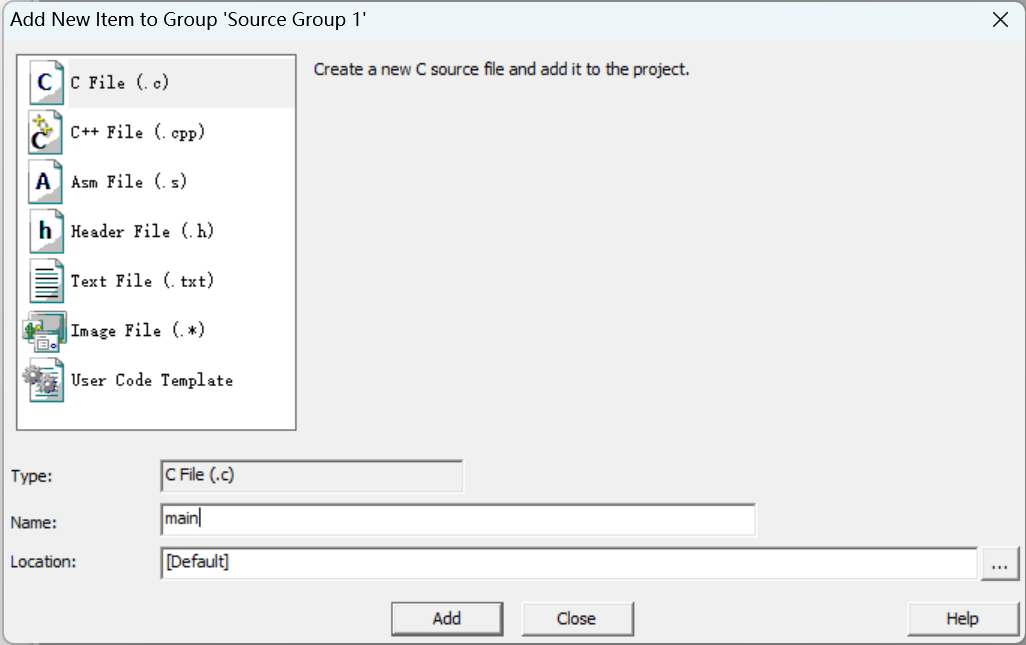 Add New Item to Group 'Source Group 1'
C File (.c)
Create a new C source file and add it to the project.
C++ File (.cpp)
Asm File (.s)
Header File (.h)
Text File (.txt)
Image File (.*)
User Code Template
Type: C File (.c)
Name: main
Location: [Default] ...
Add Close Help